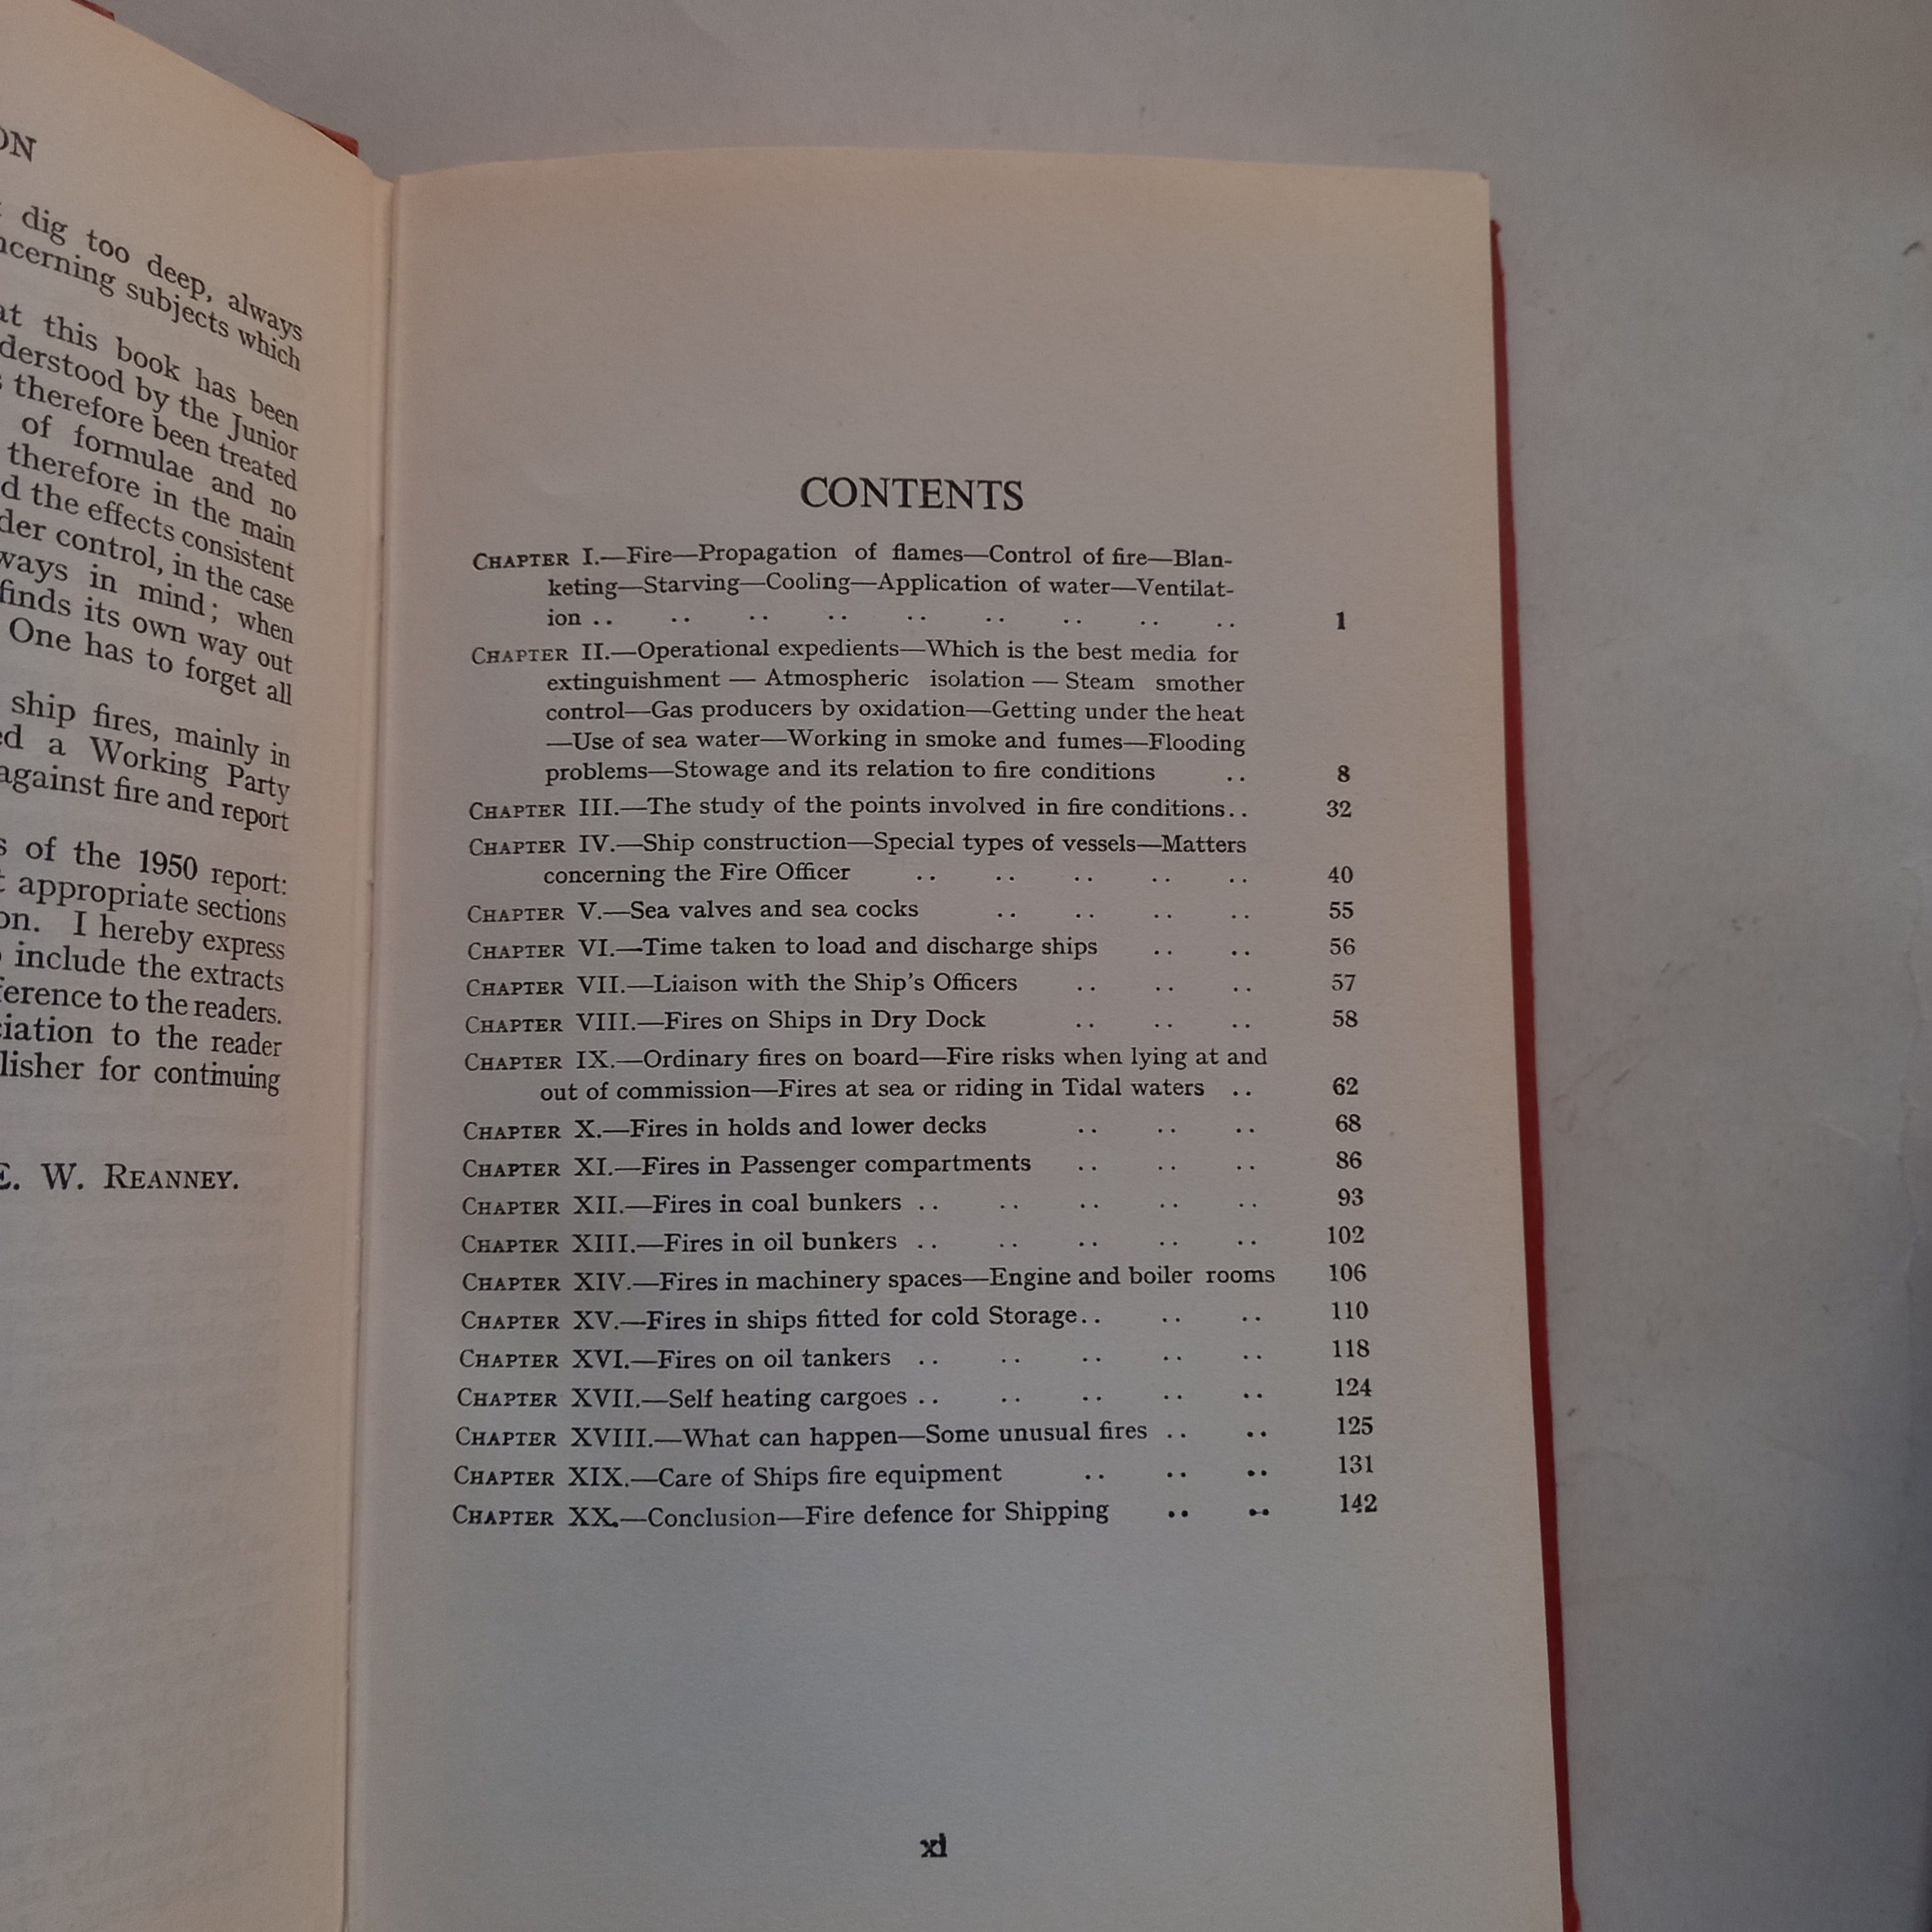 ON
dig too deep, always
ncerning subjects which
at this book has been
derstood by the Junior
s therefore been treated
of formulae and no
therefore in the main
d the effects consistent
der control, in the case
ways in mind; when
finds its own way out
One has to forget all
ship fires, mainly in
ed a Working Party
against fire and report
s of the 1950 report:
t appropriate sections
on. I hereby express
include the extracts
ference to the readers.
ciation to the reader
lisher for continuing
E. W. REANNEY.
CONTENTS
CHAPTER I.—Fire—Propagation of flames—Control of fire—Blan-
keting—Starving—Cooling—Application of water—Ventilat-
ion .. .. .. .. .. .. .. .. .. 1
CHAPTER II.—Operational expedients—Which is the best media for
extinguishment — Atmospheric isolation — Steam smother
control—Gas producers by oxidation—Getting under the heat
—Use of sea water—Working in smoke and fumes—Flooding
problems—Stowage and its relation to fire conditions .. 8
CHAPTER III.—The study of the points involved in fire conditions.. 32
CHAPTER IV.—Ship construction—Special types of vessels—Matters
concerning the Fire Officer .. .. .. .. .. 40
CHAPTER V.—Sea valves and sea cocks .. .. .. .. 55
CHAPTER VI.—Time taken to load and discharge ships .. .. 56
CHAPTER VII.—Liaison with the Ship's Officers .. .. .. 57
CHAPTER VIII.—Fires on Ships in Dry Dock .. .. .. 58
CHAPTER IX.—Ordinary fires on board—Fire risks when lying at and
out of commission—Fires at sea or riding in Tidal waters .. 62
CHAPTER X.—Fires in holds and lower decks .. .. .. 68
CHAPTER XI.—Fires in Passenger compartments .. .. .. 86
CHAPTER XII.—Fires in coal bunkers .. .. .. .. .. 93
CHAPTER XIII.—Fires in oil bunkers .. .. .. .. .. 102
CHAPTER XIV.—Fires in machinery spaces—Engine and boiler rooms 106
CHAPTER XV.—Fires in ships fitted for cold Storage.. .. .. 110
CHAPTER XVI.—Fires on oil tankers .. .. .. .. .. 118
CHAPTER XVII.—Self heating cargoes .. .. .. .. .. 124
CHAPTER XVIII.—What can happen—Some unusual fires .. .. 125
CHAPTER XIX.—Care of Ships fire equipment .. .. .. 131
CHAPTER XX.—Conclusion—Fire defence for Shipping .. .. 142
xi